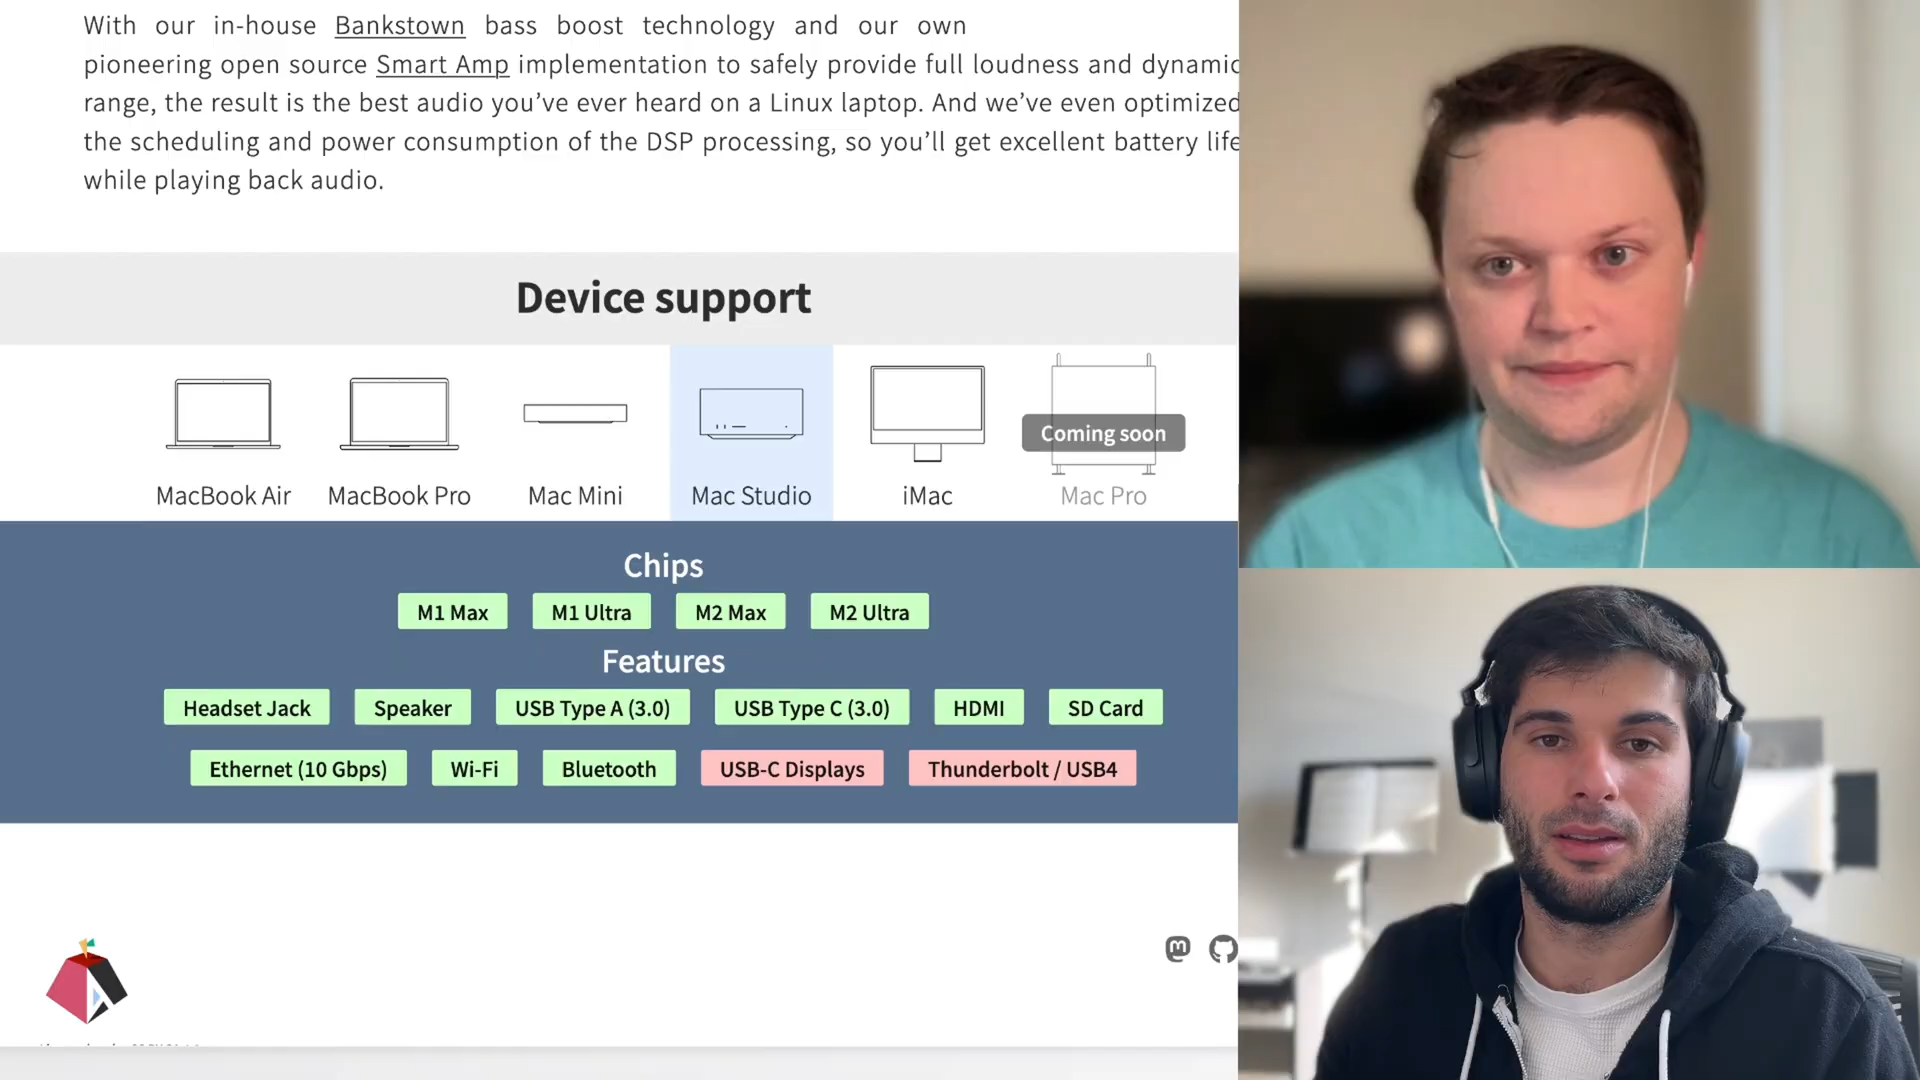 With our in-house Bankstown bass boost technology and our own
pioneering open source Smart Amp implementation to safely provide full loudness and dynamic
range, the result is the best audio you’ve ever heard on a Linux laptop. And we’ve even optimized
the scheduling and power consumption of the DSP processing, so you’ll get excellent battery life
while playing back audio.
Device support
Coming soon
MacBook Air MacBook Pro Mac Mini Mac Studio iMac Mac Pro
Chips
M1 Max M1 Ultra M2 Max M2 Ultra
Features
Headset Jack Speaker USB Type A (3.0) USB Type C (3.0) HDMI SD Card
Ethernet (10 Gbps) Wi-Fi Bluetooth USB-C Displays Thunderbolt / USB4